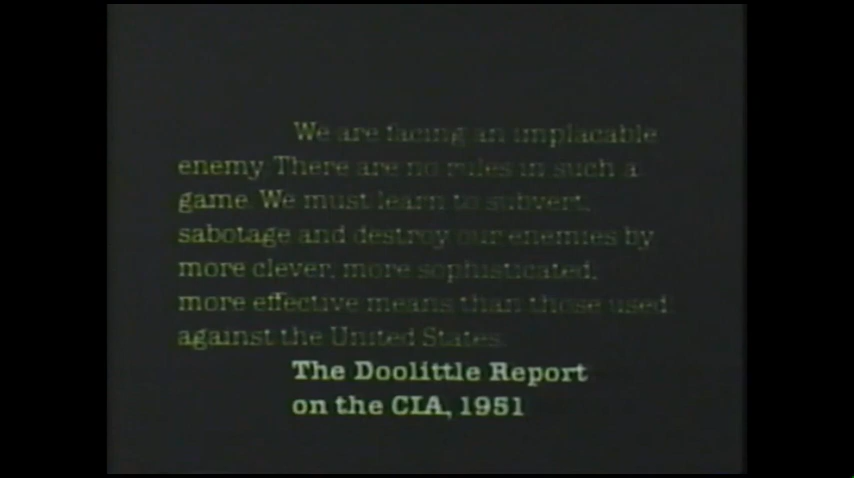 We are facing an implacable
enemy. There are no rules in such a
game. We must learn to subvert,
sabotage and destroy our enemies by
more clever, more sophisticated,
more effective means than those used
against the United States.
The Doolittle Report
on the CIA, 1951